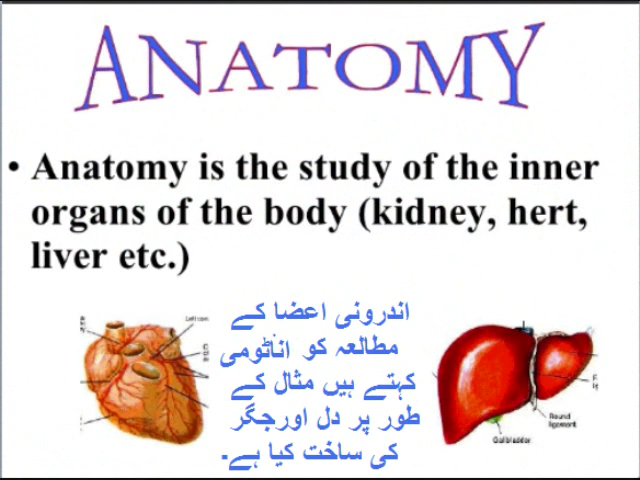 ANATOMY
• Anatomy is the study of the inner
organs of the body (kidney, hert,
liver etc.)
اندرونی اعضا کے
مطالعہ کو اناٹومی
کہتے ہیں مثال کے
طور پر دل اورجگر
کی ساخت کیا ہے۔
Round
ligament
Gallbladder